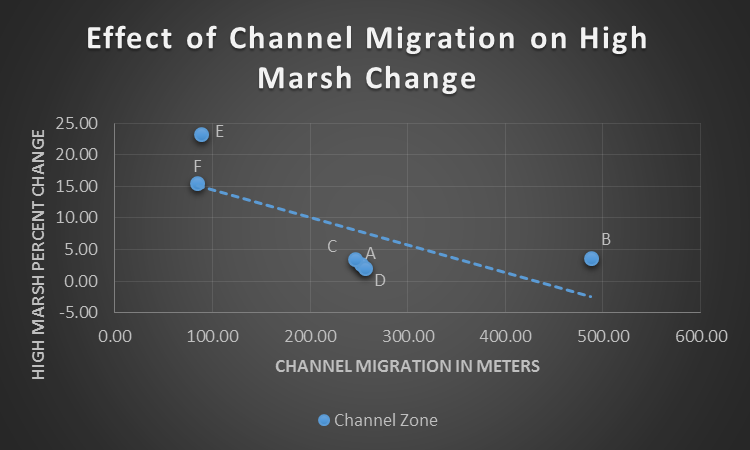 Effect of Channel Migration on High
Marsh Change
HIGH MARSH PERCENT CHANGE
25.00
20.00
15.00
10.00
5.00
0.00
-5.00
E
F
C
A
D
B
0.00 100.00 200.00 300.00 400.00 500.00 600.00
CHANNEL MIGRATION IN METERS
Channel Zone